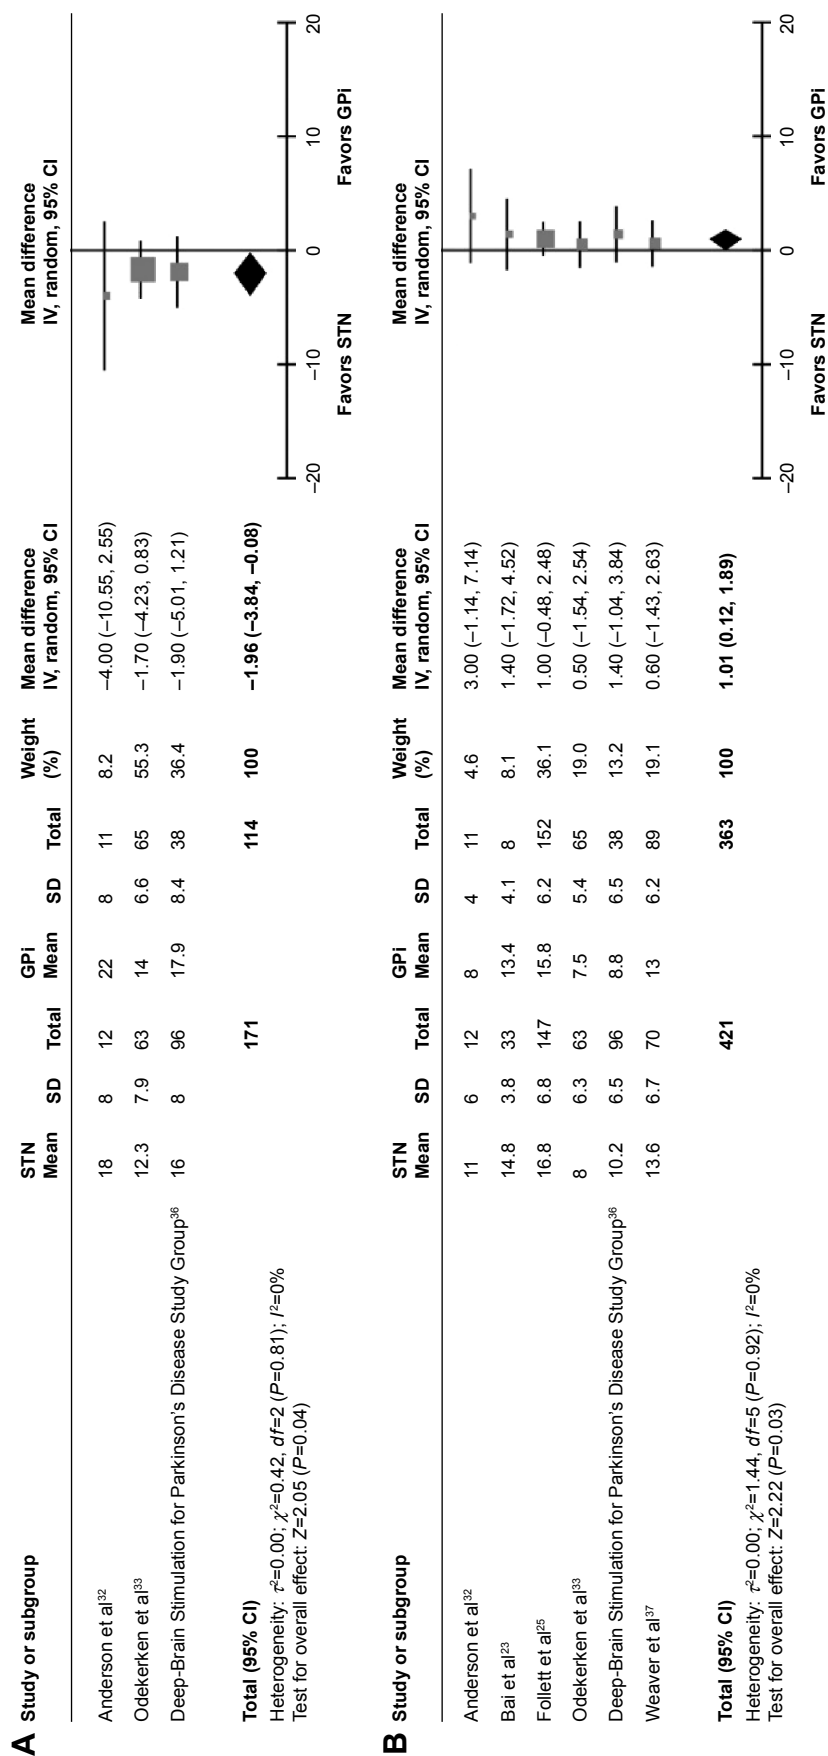 A
Study or subgroup STN Mean SD Total GPi Mean SD Total Weight (%) Mean difference IV, random, 95% CI Mean difference IV, random, 95% CI
Anderson et al32 18 8 12 22 8 11 8.2 –4.00 (–10.55, 2.55)
Odekerken et al33 12.3 7.9 63 14 6.6 65 55.3 –1.70 (–4.23, 0.83)
Deep-Brain Stimulation for Parkinson's Disease Study Group36 16 8 96 17.9 8.4 38 36.4 –1.90 (–5.01, 1.21)
Total (95% CI) 171 114 100 –1.96 (–3.84, –0.08)
Heterogeneity: τ2=0.00; χ2=0.42, df=2 (P=0.81); I2=0%
Test for overall effect: Z=2.05 (P=0.04)
–20 –10 0 10 20
Favors STN Favors GPi
B
Study or subgroup STN Mean SD Total GPi Mean SD Total Weight (%) Mean difference IV, random, 95% CI Mean difference IV, random, 95% CI
Anderson et al32 11 6 12 8 4 11 4.6 3.00 (–1.14, 7.14)
Bai et al23 14.8 3.8 33 13.4 4.1 8 8.1 1.40 (–1.72, 4.52)
Follett et al25 16.8 6.8 147 15.8 6.2 152 36.1 1.00 (–0.48, 2.48)
Odekerken et al33 8 6.3 63 7.5 5.4 65 19.0 0.50 (–1.54, 2.54)
Deep-Brain Stimulation for Parkinson's Disease Study Group36 10.2 6.5 96 8.8 6.5 38 13.2 1.40 (–1.04, 3.84)
Weaver et al37 13.6 6.7 70 13 6.2 89 19.1 0.60 (–1.43, 2.63)
Total (95% CI) 421 363 100 1.01 (0.12, 1.89)
Heterogeneity: τ2=0.00; χ2=1.44, df=5 (P=0.92); I2=0%
Test for overall effect: Z=2.22 (P=0.03)
–20 –10 0 10 20
Favors STN Favors GPi